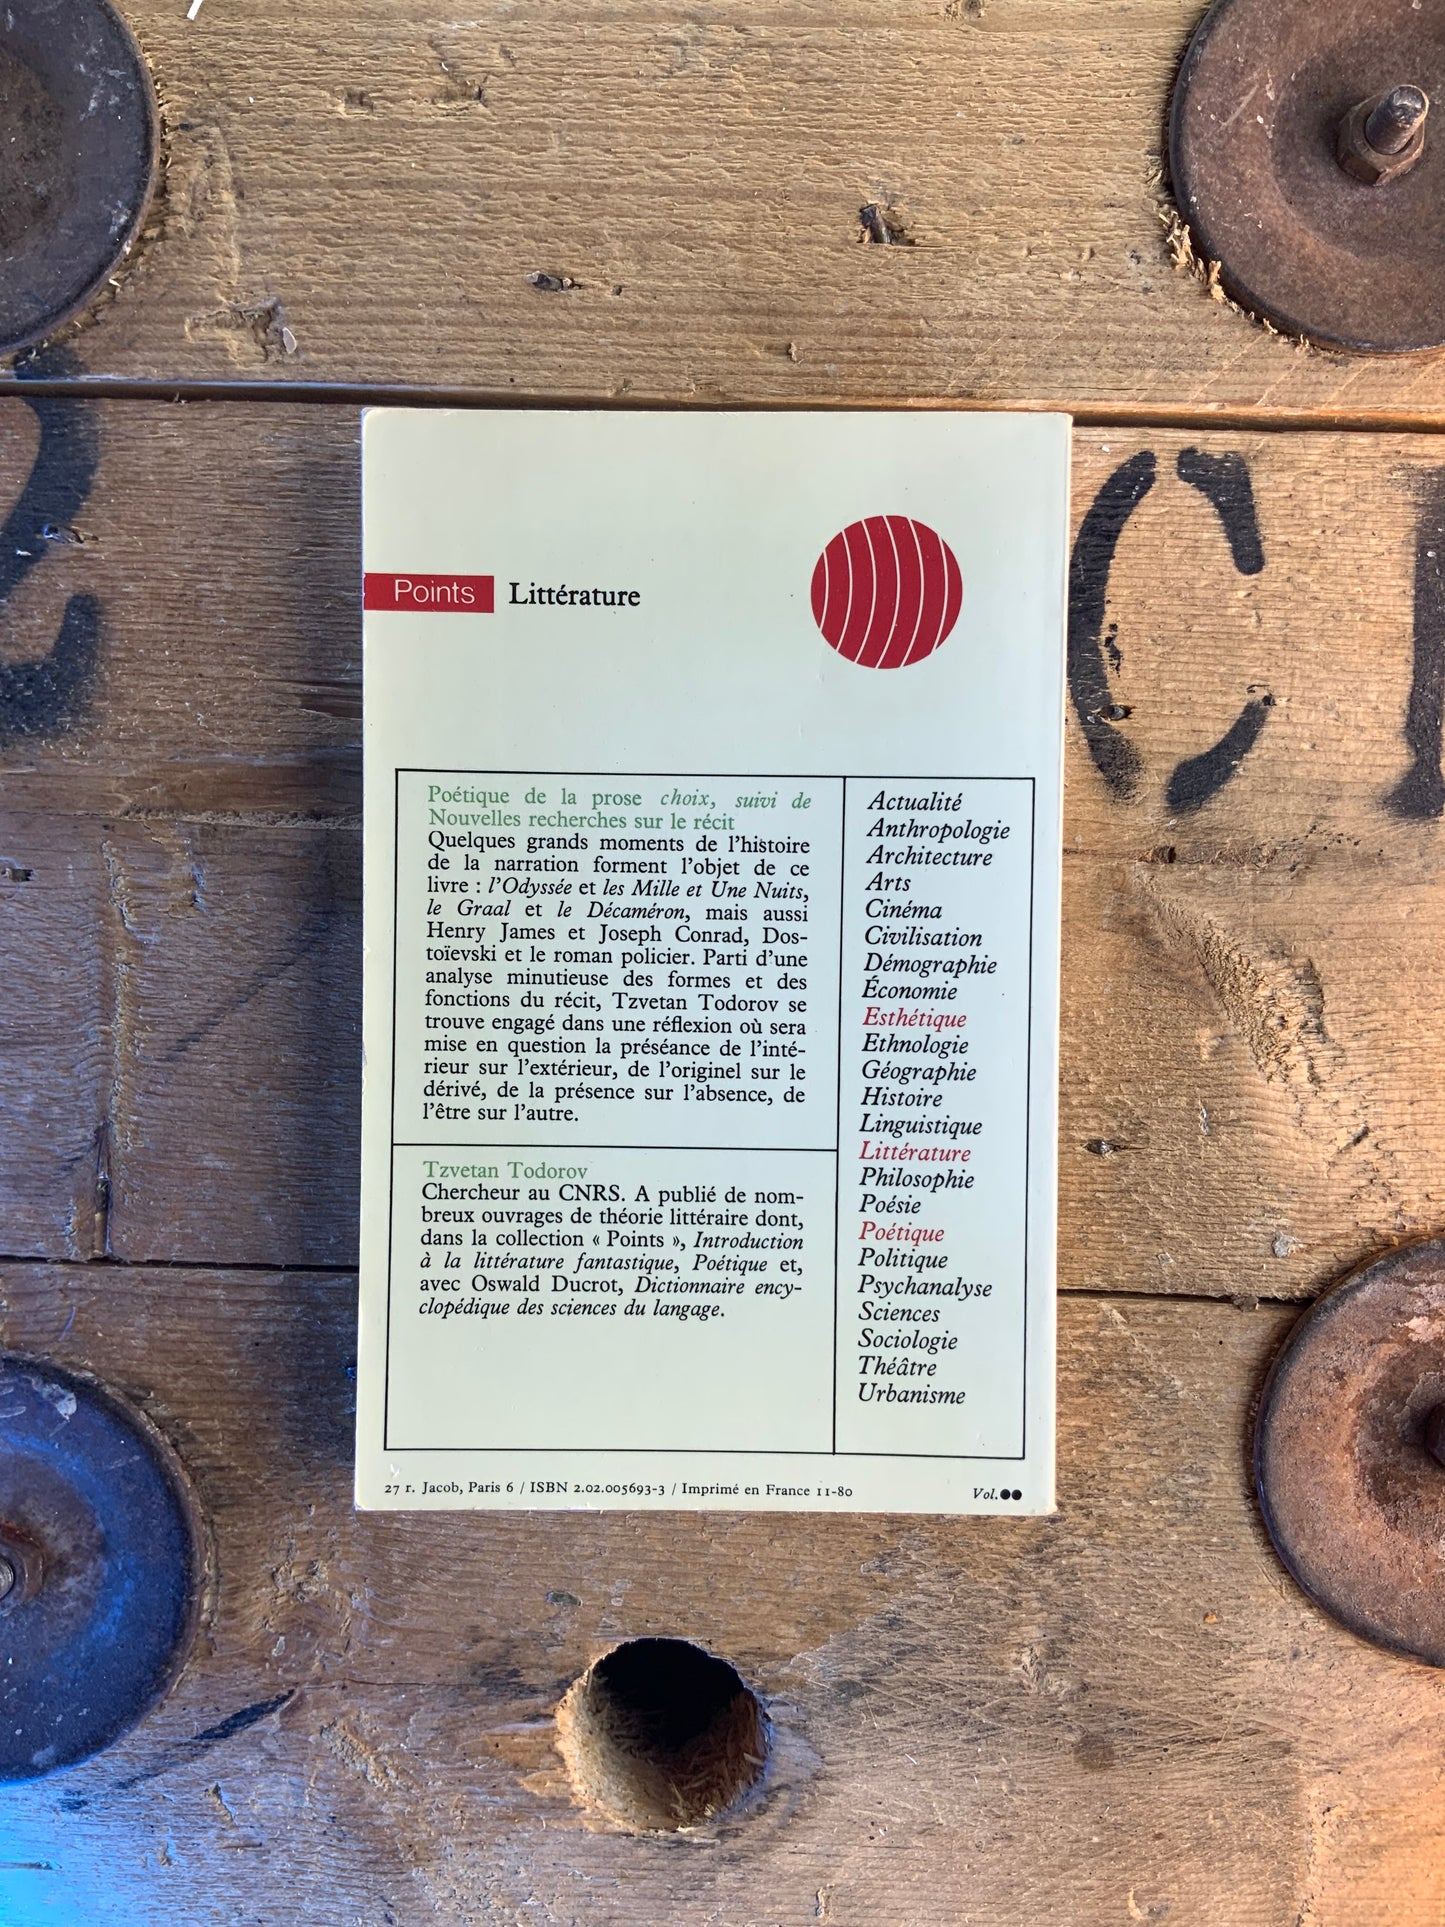 Points Littérature
Poétique de la prose choix, suivi de
Nouvelles recherches sur le récit
Quelques grands moments de l'histoire
de la narration forment l'objet de ce
livre : l'Odyssée et les Mille et Une Nuits,
le Graal et le Décaméron, mais aussi
Henry James et Joseph Conrad, Dos-
toïevski et le roman policier. Parti d'une
analyse minutieuse des formes et des
fonctions du récit, Tzvetan Todorov se
trouve engagé dans une réflexion où sera
mise en question la préséance de l'inté-
rieur sur l'extérieur, de l'originel sur le
dérivé, de la présence sur l'absence, de
l'être sur l'autre.
Tzvetan Todorov
Chercheur au CNRS. A publié de nom-
breux ouvrages de théorie littéraire dont,
dans la collection « Points », Introduction
à la littérature fantastique, Poétique et,
avec Oswald Ducrot, Dictionnaire ency-
clopédique des sciences du langage.
Actualité
Anthropologie
Architecture
Arts
Cinéma
Civilisation
Démographie
Économie
Esthétique
Ethnologie
Géographie
Histoire
Linguistique
Littérature
Philosophie
Poésie
Poétique
Politique
Psychanalyse
Sciences
Sociologie
Théâtre
Urbanisme
27 r. Jacob, Paris 6 / ISBN 2.02.005693-3 / Imprimé en France 11-80
Vol.●●
C